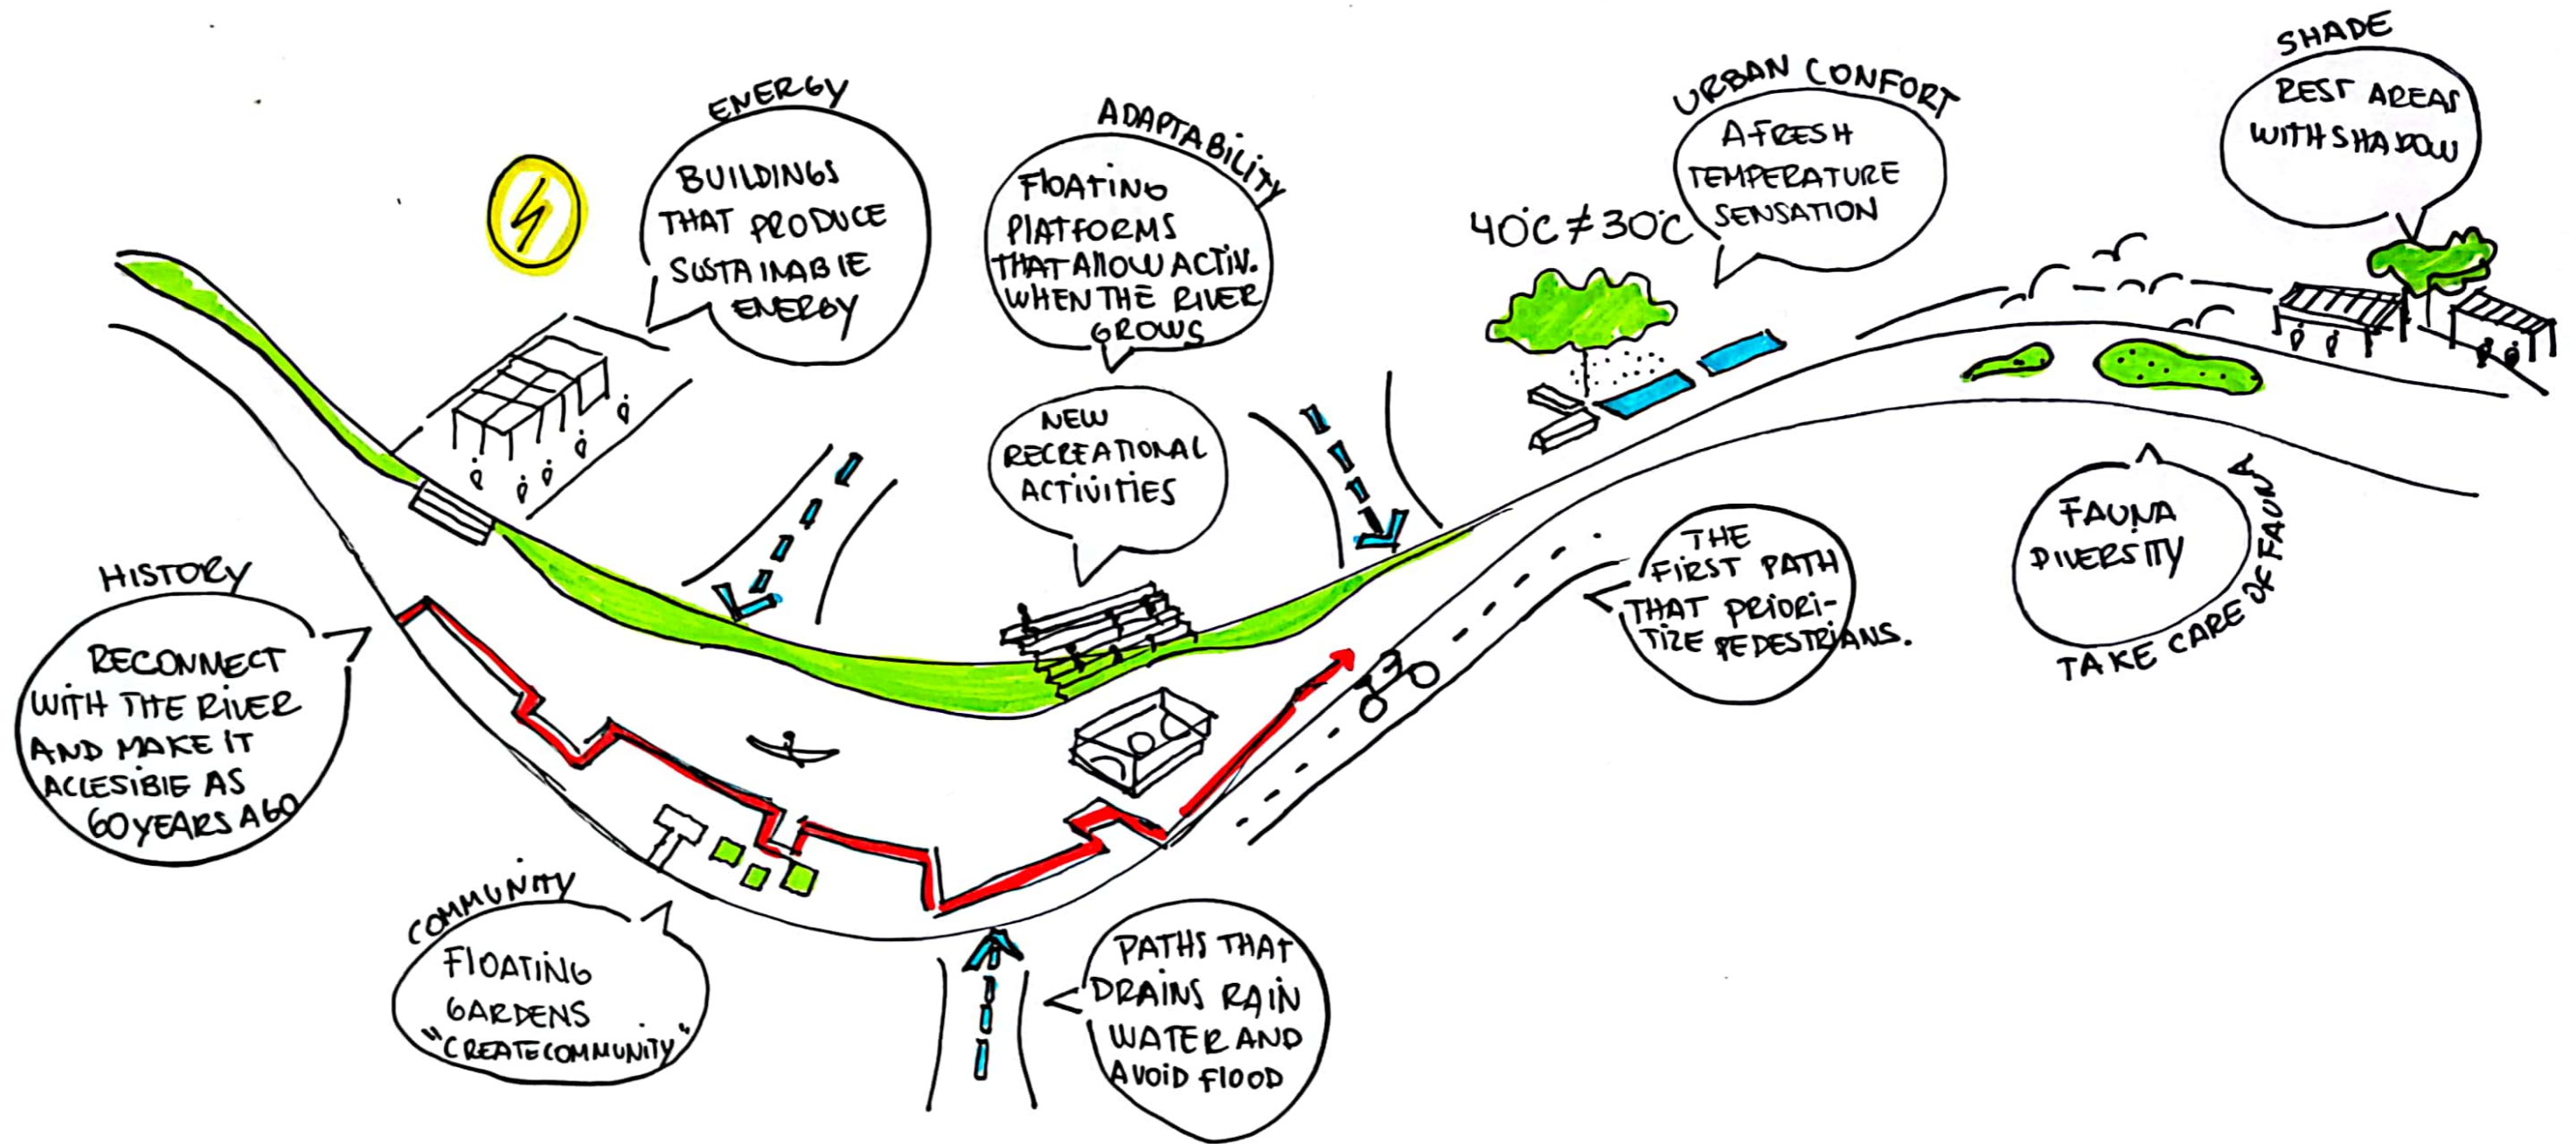 ENERGY
BUILDINGS
THAT PRODUCE
SUSTAINABLE
ENERGY
ADAPTABILITY
FLOATING
PLATFORMS
THAT ALLOW ACTIV.
WHEN THE RIVER
GROWS
NEW
RECREATIONAL
ACTIVITIES
URBAN CONFORT
A FRESH
TEMPERATURE
SENSATION
40°C ≠ 30°C
SHADE
REST AREAS
WITH SHADOW
HISTORY
RECONNECT
WITH THE RIVER
AND MAKE IT
ACCESIBLE AS
60 YEARS AGO
THE
FIRST PATH
THAT PRIORI-
TIZE PEDESTRIANS.
FAUNA
DIVERSITY
TAKE CARE OF FAUNA
COMMUNITY
FLOATING
GARDENS
"CREATE COMMUNITY"
PATHS THAT
DRAINS RAIN
WATER AND
AVOID FLOOD